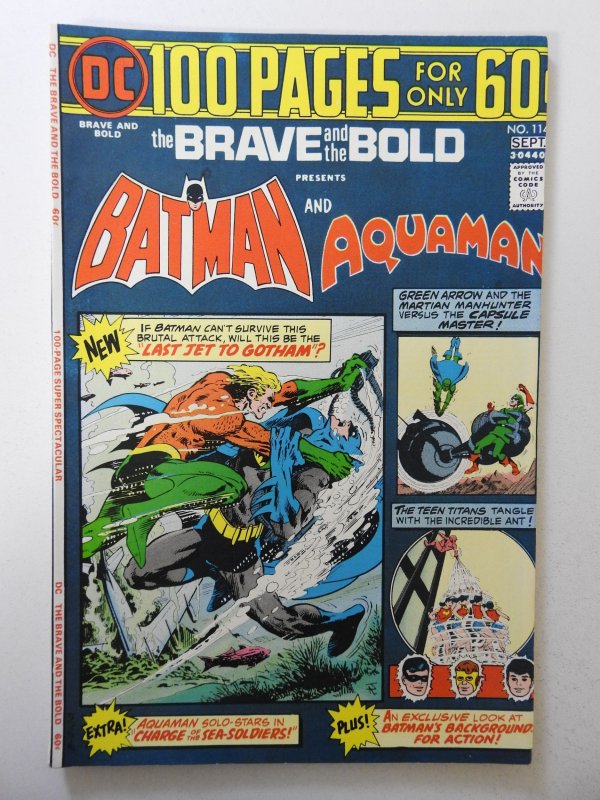 DC 100 PAGES FOR ONLY 60¢
BRAVE AND BOLD
the BRAVE and the BOLD
NO. 114
SEPT.
30440
APPROVED
BY THE
COMICS
CODE
CA
AUTHORITY
PRESENTS
BATMAN AND AQUAMAN
GREEN ARROW AND THE
MARTIAN MANHUNTER
VERSUS THE CAPSULE
MASTER!
NEW
IF BATMAN CAN'T SURVIVE THIS
BRUTAL ATTACK, WILL THIS BE THE
"LAST JET TO GOTHAM"?
THE TEEN TITANS TANGLE
WITH THE INCREDIBLE ANT!
EXTRA!
AQUAMAN SOLO-STARS IN
"CHARGE OF THE SEA-SOLDIERS!"
PLUS!
AN EXCLUSIVE LOOK AT
BATMAN'S BACKGROUND
FOR ACTION!
DC THE BRAVE AND THE BOLD 60¢
100-PAGE SUPER SPECTACULAR
DC THE BRAVE AND THE BOLD 60¢